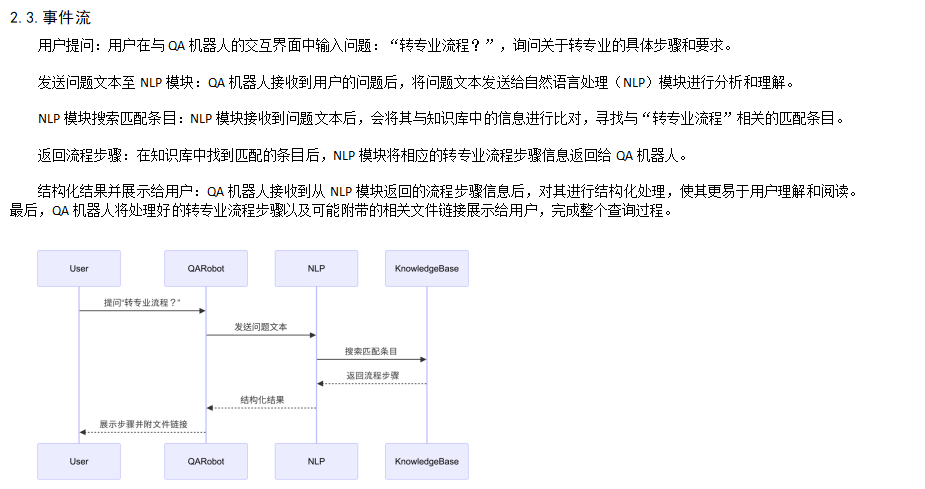 2.3.事件流
用户提问：用户在与 QA 机器人的交互界面中输入问题：“转专业流程？”，询问关于转专业的具体步骤和要求。
发送问题文本至 NLP 模块：QA 机器人接收到用户的问题后，将问题文本发送给自然语言处理（NLP）模块进行分析和理解。
NLP 模块搜索匹配条目：NLP 模块接收到问题文本后，会将其与知识库中的信息进行比对，寻找与“转专业流程”相关的匹配条目。
返回流程步骤：在知识库中找到匹配的条目后，NLP 模块将相应的转专业流程步骤信息返回给 QA 机器人。
结构化结果并展示给用户：QA 机器人接收到从 NLP 模块返回的流程步骤信息后，对其进行结构化处理，使其更易于用户理解和阅读。
最后，QA 机器人将处理好的转专业流程步骤以及可能附带的相关文件链接展示给用户，完成整个查询过程。
User QARobot NLP KnowledgeBase
提问“转专业流程？”
发送问题文本
搜索匹配条目
返回流程步骤
结构化结果
展示步骤并附文件链接
User QARobot NLP KnowledgeBase